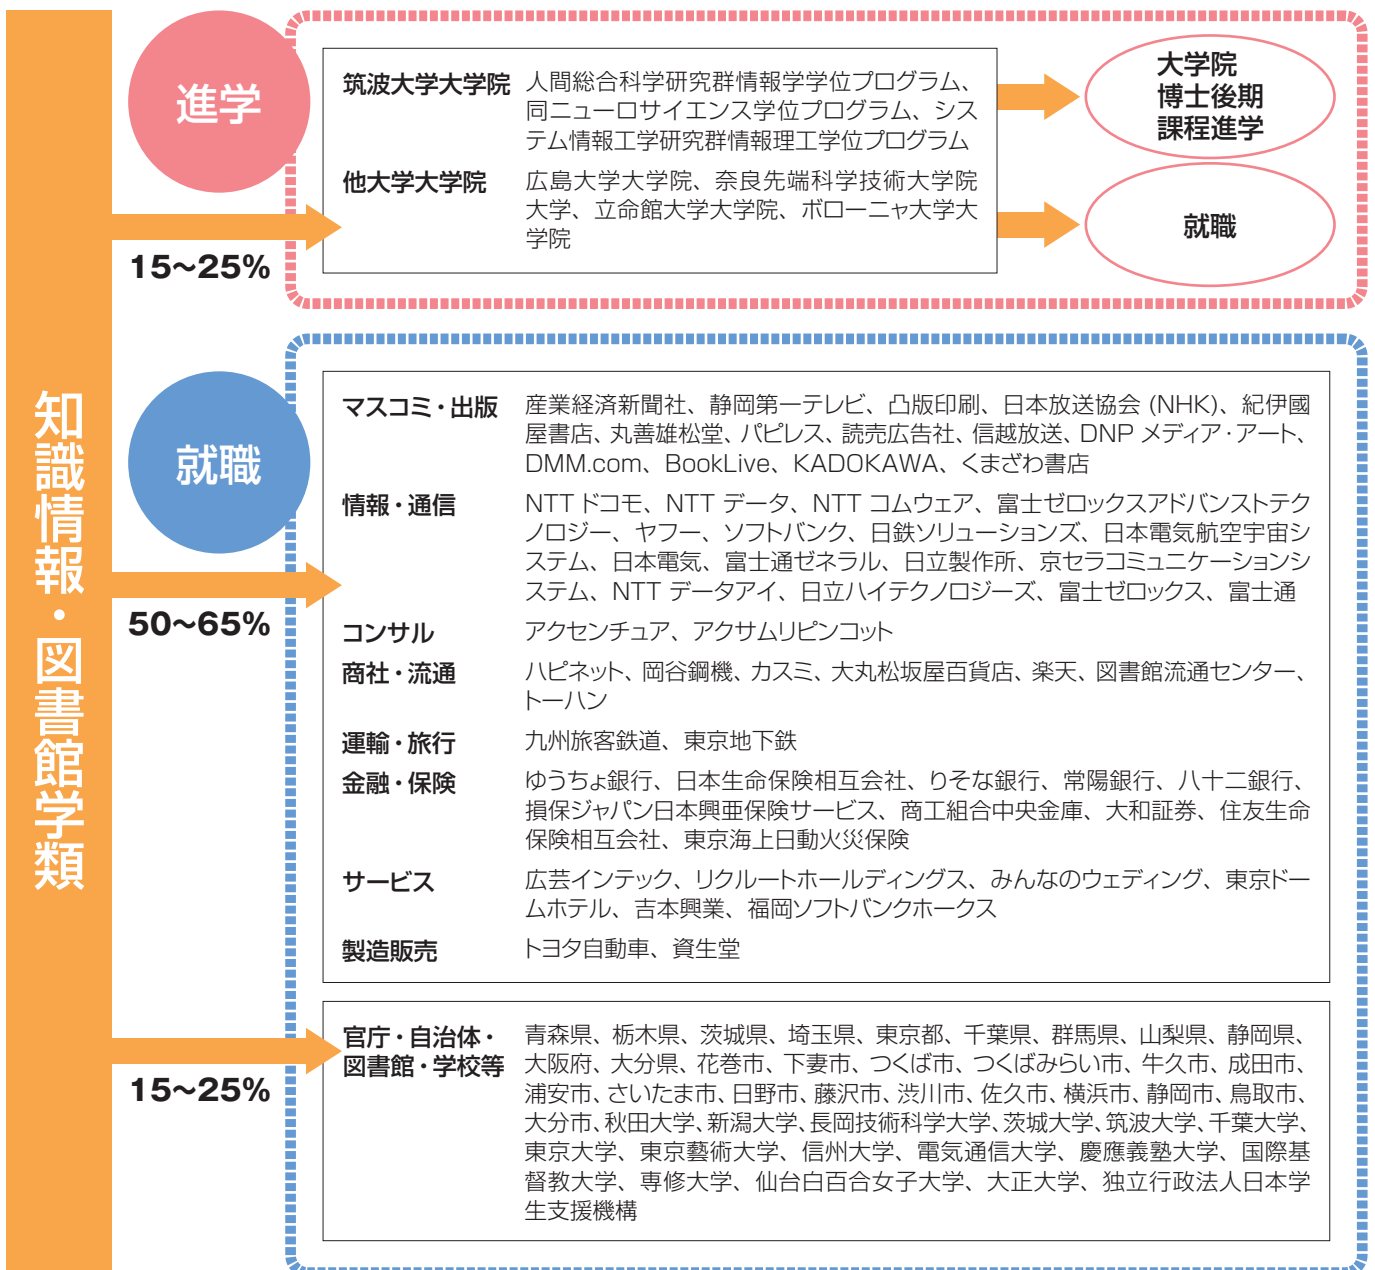 知識情報・図書館学類
進学
15～25%
筑波大学大学院 人間総合科学研究群情報学学位プログラム、
同ニューロサイエンス学位プログラム、シス
テム情報工学研究群情報理工学位プログラム
他大学大学院 広島大学大学院、奈良先端科学技術大学院
大学、立命館大学大学院、ボローニャ大学大
学院
大学院
博士後期
課程進学
就職
就職
50～65%
マスコミ・出版 産業経済新聞社、静岡第一テレビ、凸版印刷、日本放送協会 (NHK)、紀伊國
屋書店、丸善雄松堂、パピレス、読売広告社、信越放送、DNP メディア・アート、
DMM.com、BookLive、KADOKAWA、くまざわ書店
情報・通信 NTT ドコモ、NTT データ、NTT コムウェア、富士ゼロックスアドバンストテク
ノロジー、ヤフー、ソフトバンク、日鉄ソリューションズ、日本電気航空宇宙シ
ステム、日本電気、富士通ゼネラル、日立製作所、京セラコミュニケーションシ
ステム、NTT データアイ、日立ハイテクノロジーズ、富士ゼロックス、富士通
コンサル アクセンチュア、アクサムリピンコット
商社・流通 ハピネット、岡谷鋼機、カスミ、大丸松坂屋百貨店、楽天、図書館流通センター、
トーハン
運輸・旅行 九州旅客鉄道、東京地下鉄
金融・保険 ゆうちょ銀行、日本生命保険相互会社、りそな銀行、常陽銀行、八十二銀行、
損保ジャパン日本興亜保険サービス、商工組合中央金庫、大和証券、住友生命
保険相互会社、東京海上日動火災保険
サービス 広芸インテック、リクルートホールディングス、みんなのウェディング、東京ドー
ムホテル、吉本興業、福岡ソフトバンクホークス
製造販売 トヨタ自動車、資生堂
15～25%
官庁・自治体・ 青森県、栃木県、茨城県、埼玉県、東京都、千葉県、群馬県、山梨県、静岡県、
図書館・学校等 大阪府、大分県、花巻市、下妻市、つくば市、つくばみらい市、牛久市、成田市、
浦安市、さいたま市、日野市、藤沢市、渋川市、佐久市、横浜市、静岡市、鳥取市、
大分市、秋田大学、新潟大学、長岡技術科学大学、茨城大学、筑波大学、千葉大学、
東京大学、東京藝術大学、信州大学、電気通信大学、慶應義塾大学、国際基
督教大学、専修大学、仙台白百合女子大学、大正大学、独立行政法人日本学
生支援機構